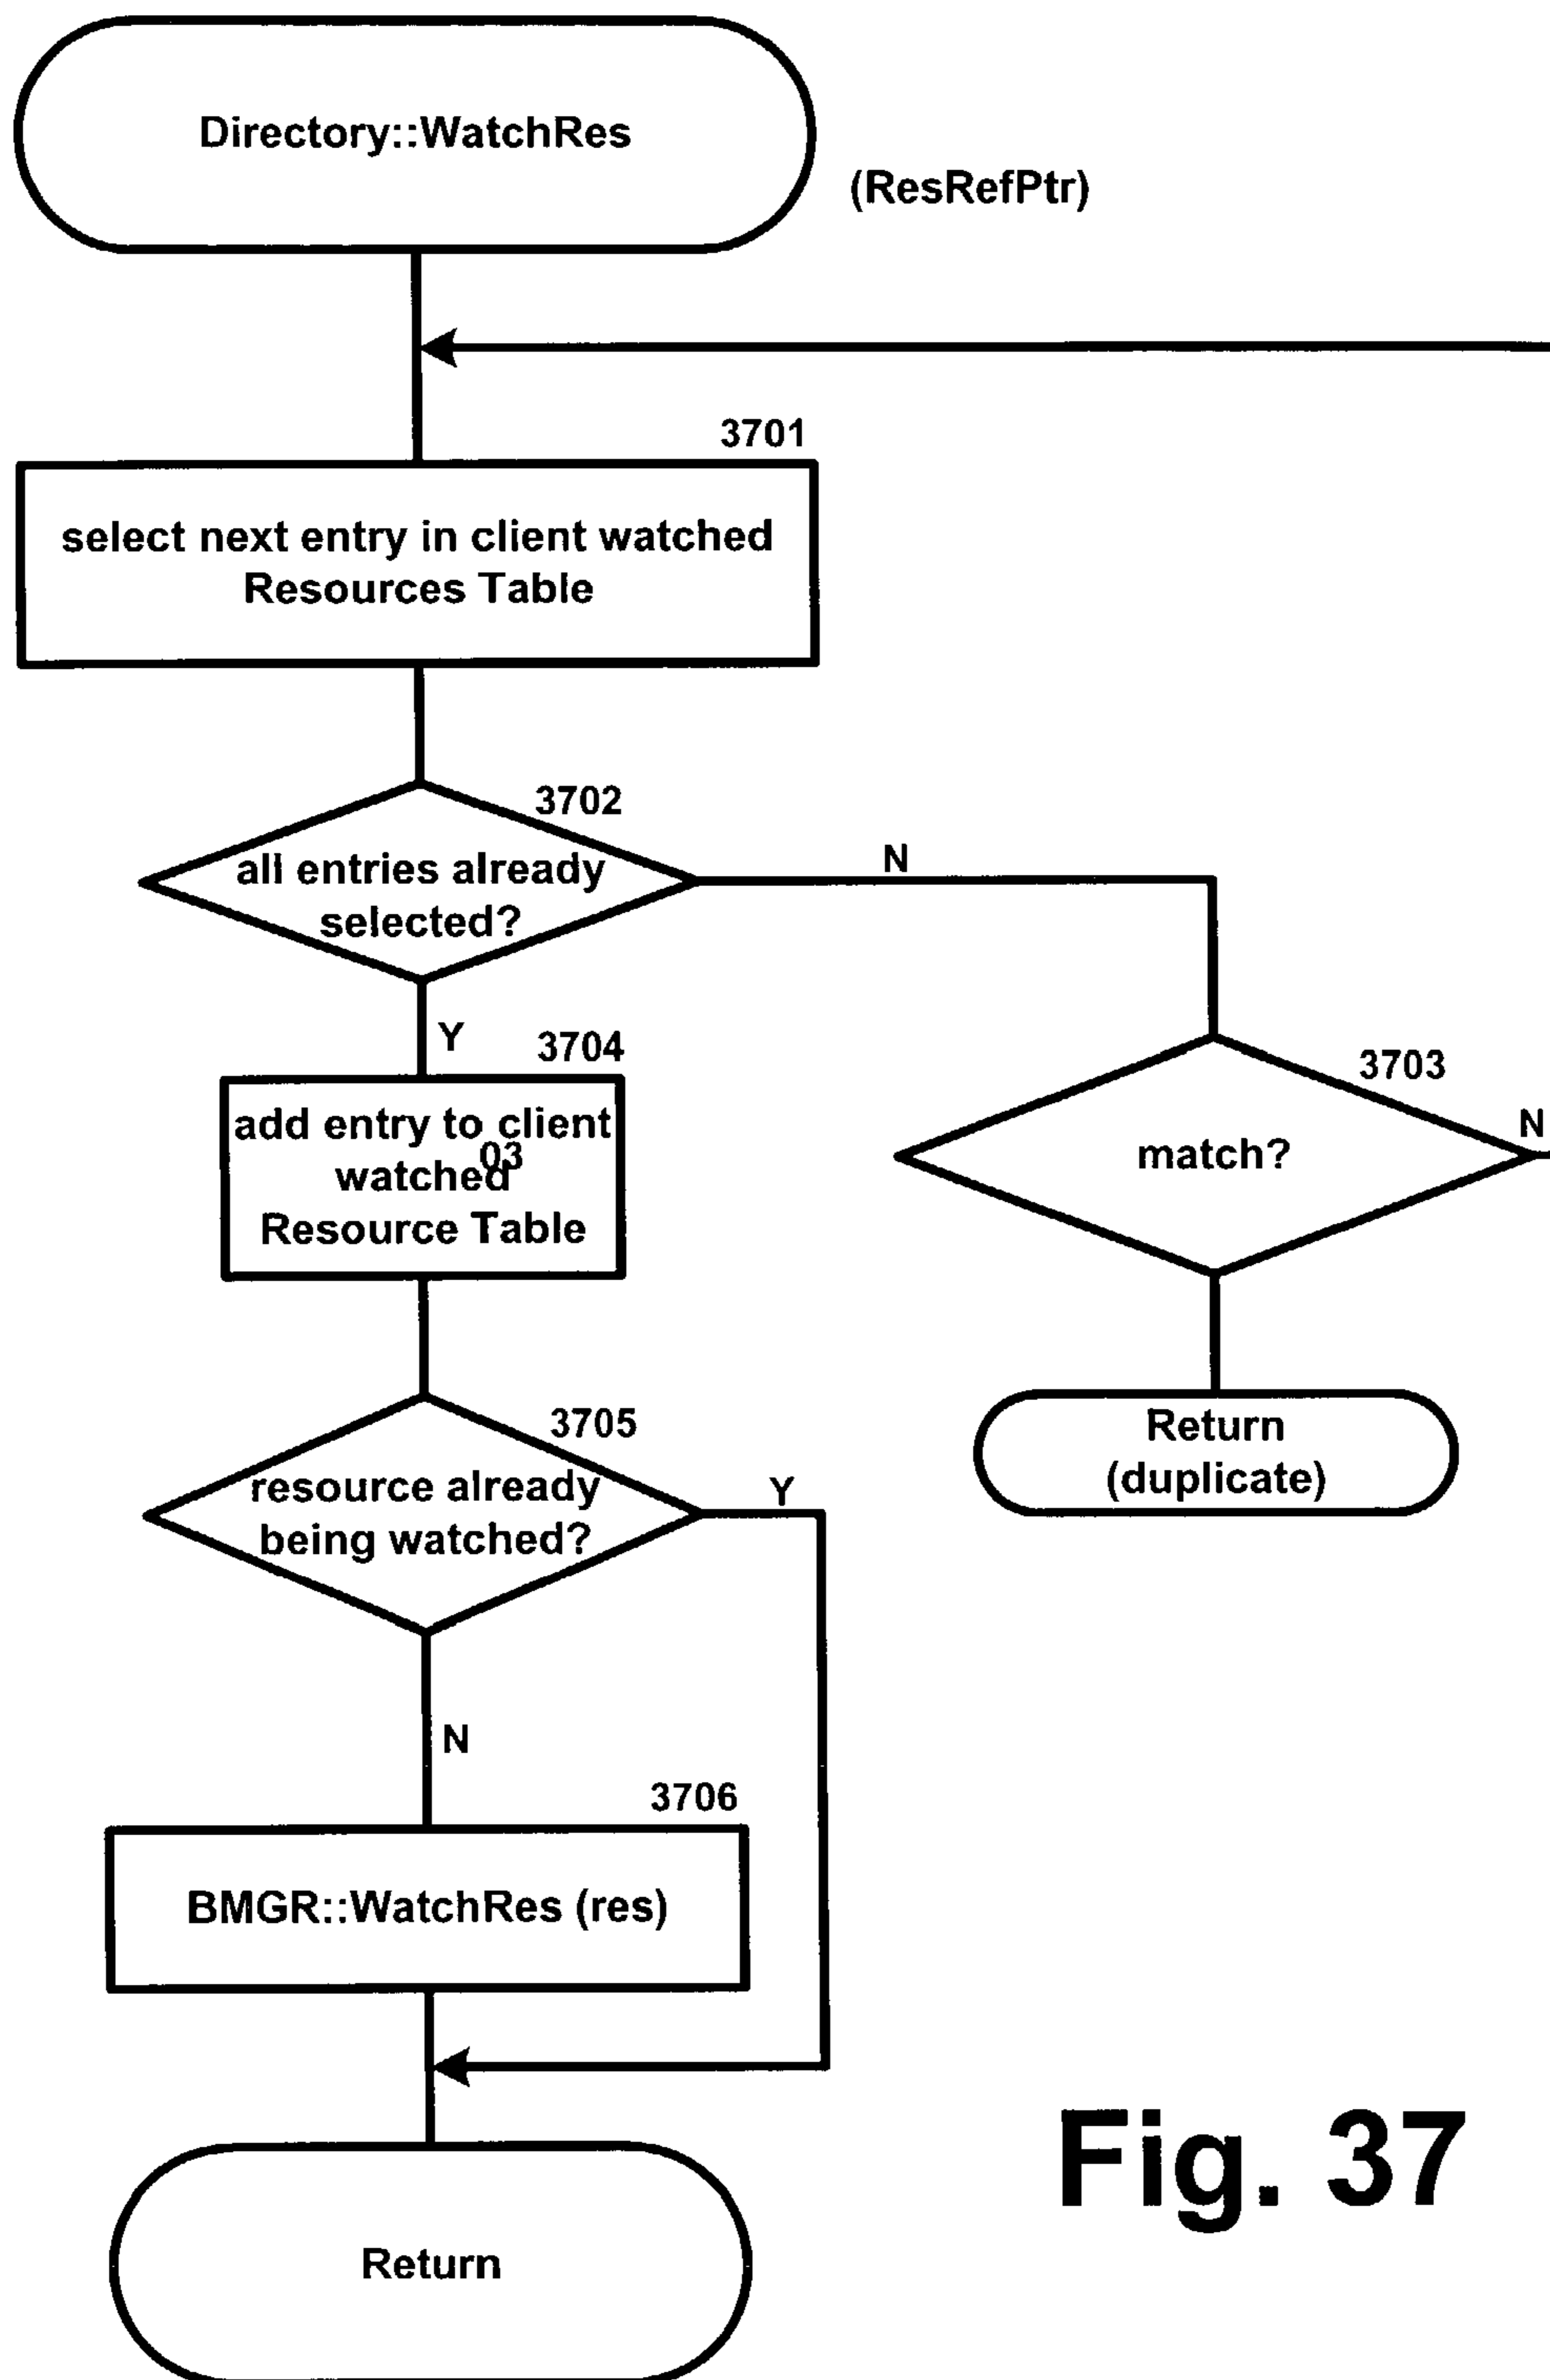 Directory::WatchRes
(ResRefPtr)
3701
select next entry in client watched
Resources Table
3702
all entries already
selected?
N
Y
3704
add entry to client
03
watched
Resource Table
3703
match?
N
Return
(duplicate)
3705
resource already
being watched?
Y
N
3706
BMGR::WatchRes (res)
Return
Fig. 37